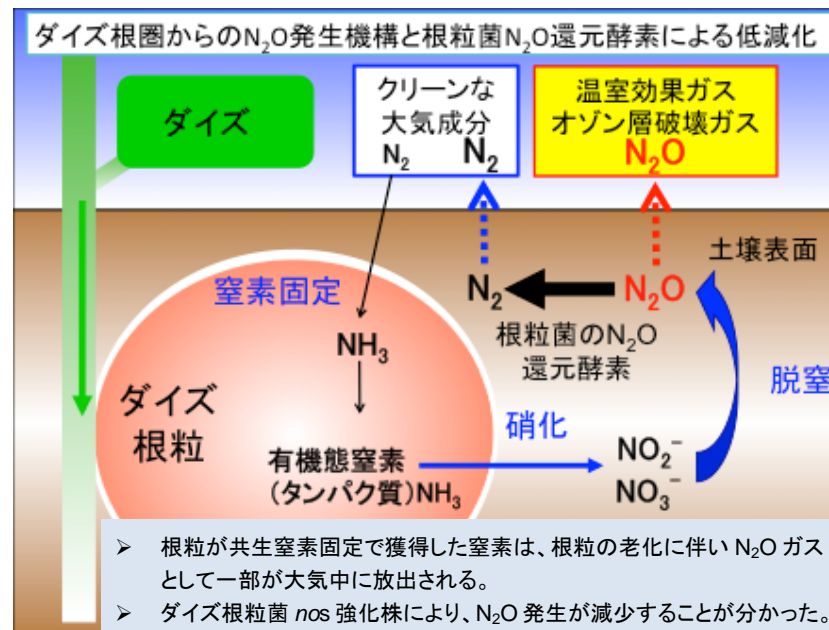 ダイズ根圏からのN₂O発生機構と根粒菌N₂O還元酵素による低減化
ダイズ
クリーンな
大気成分
N₂ N₂
温室効果ガス
オゾン層破壊ガス
N₂O
土壌表面
窒素固定
N₂
N₂O
根粒菌のN₂O
還元酵素
NH₃
脱窒
ダイズ
根粒
硝化
有機態窒素
(タンパク質)NH₃
NO₂⁻
NO₃⁻
➢ 根粒が共生窒素固定で獲得した窒素は、根粒の老化に伴い N₂O ガス
として一部が大気中に放出される。
➢ ダイズ根粒菌 nos 強化株により、N₂O 発生が減少することが分かった。